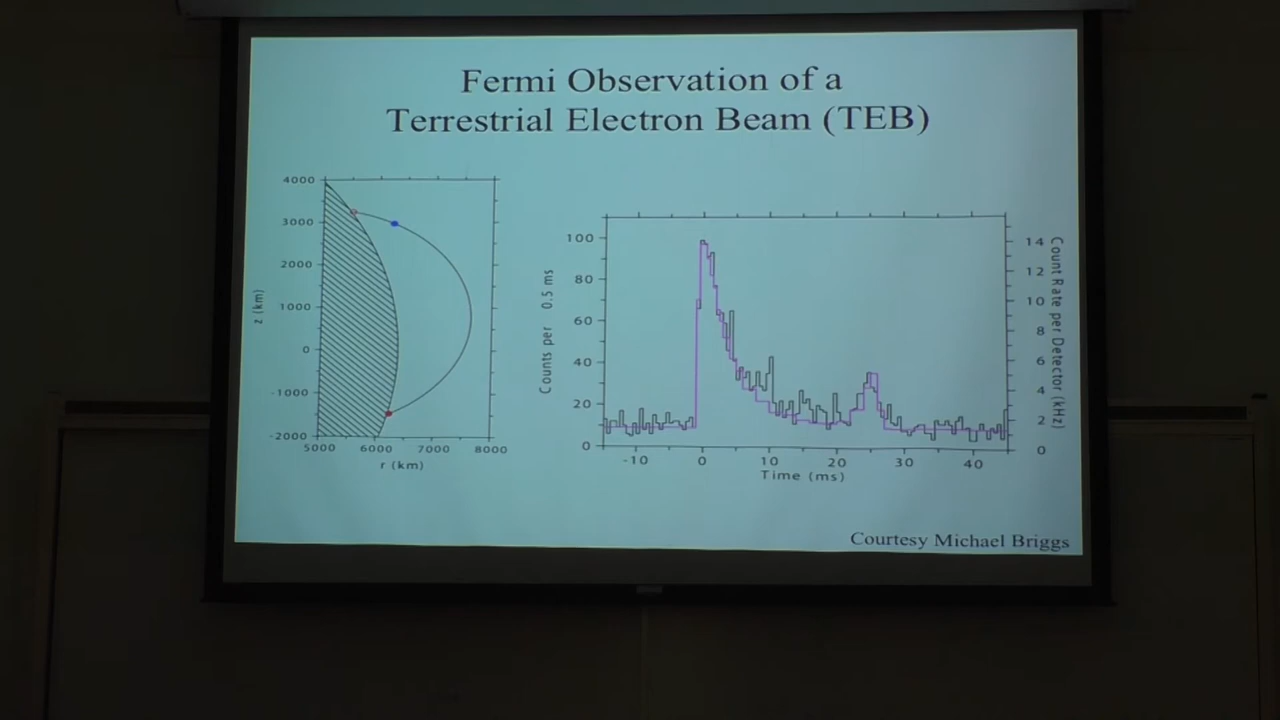 Fermi Observation of a
Terrestrial Electron Beam (TEB)
4000
3000
2000
1000
0
-1000
-2000
z (km)
5000 6000 7000 8000
r (km)
100
80
60
40
20
0
Counts per 0.5 ms
-10 0 10 20 30 40
Time (ms)
14
12
10
8
6
4
2
0
Count Rate per Detector (kHz)
Courtesy Michael Briggs